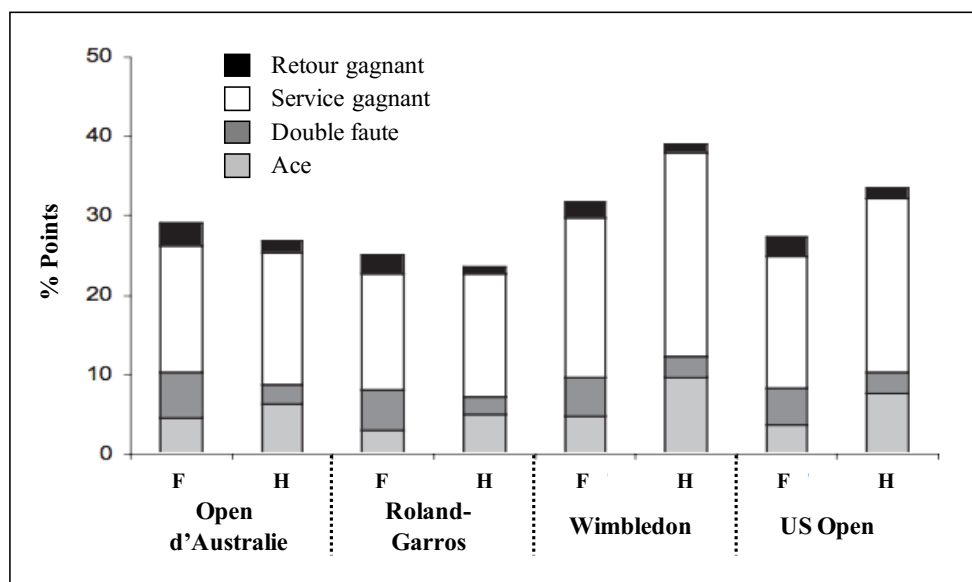 50
40
30
20
10
0
% Points
Retour gagnant
Service gagnant
Double faute
Ace
F H F H F H F H
Open
d’Australie
Roland-
Garros
Wimbledon
US Open